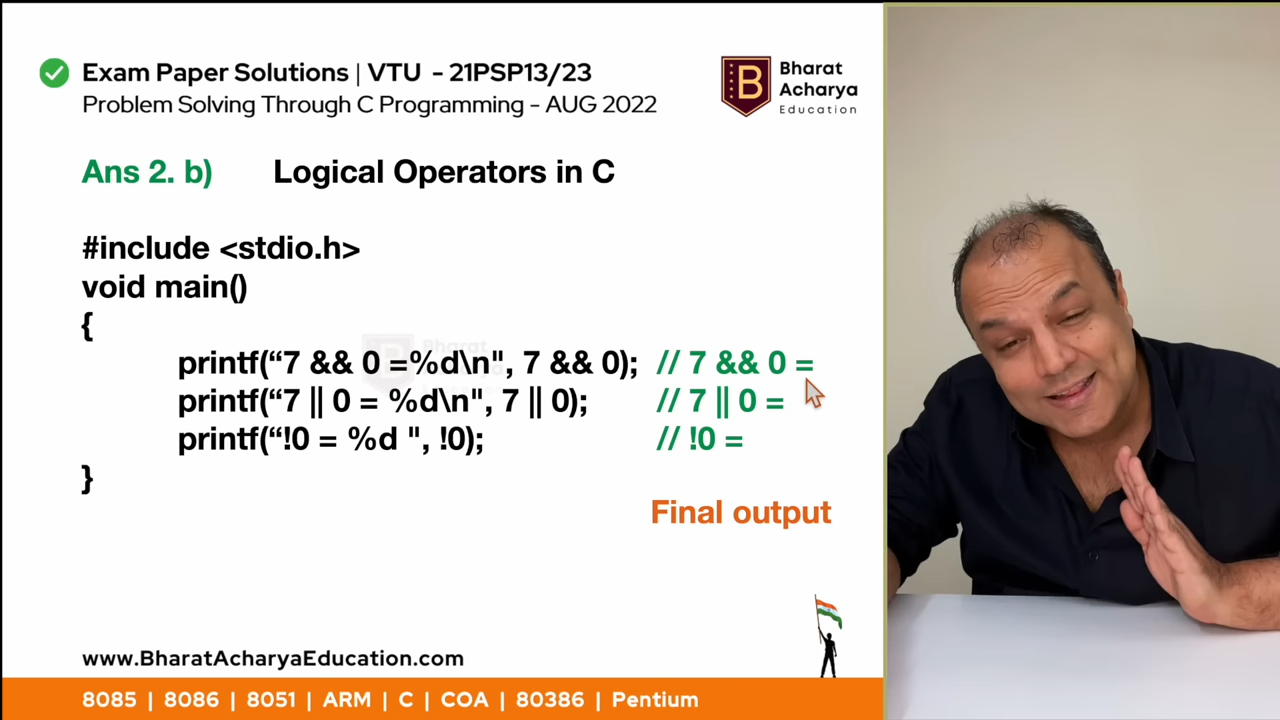 Exam Paper Solutions | VTU - 21PSP13/23
Problem Solving Through C Programming - AUG 2022
B
Bharat
Acharya
Education
Ans 2. b) Logical Operators in C
#include <stdio.h>
void main()
{
printf(“7 && 0 =%d\n", 7 && 0); // 7 && 0 =
printf(“7 || 0 = %d\n", 7 || 0); // 7 || 0 =
printf(“!0 = %d ", !0); // !0 =
}
Final output
www.BharatAcharyaEducation.com
8085 | 8086 | 8051 | ARM | C | COA | 80386 | Pentium